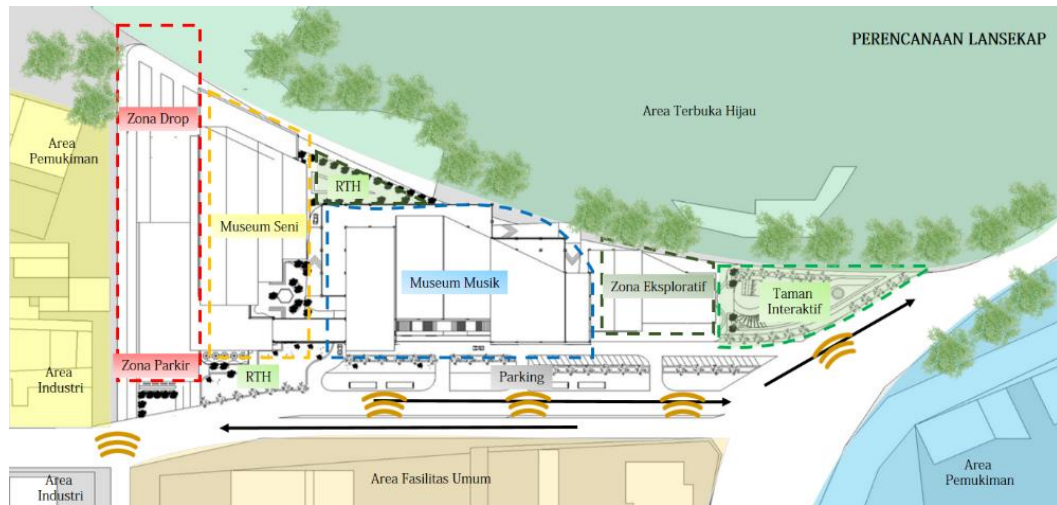 PERENCANAAN LANSEKAP
Area Terbuka Hijau
Zona Drop
Area
Pemukiman
RTH
Museum Seni
Museum Musik
Zona Eksploratif
Taman
Interaktif
Zona Parkir
RTH
Parking
Area
Industri
Area
Industri
Area Fasilitas Umum
Area
Pemukiman